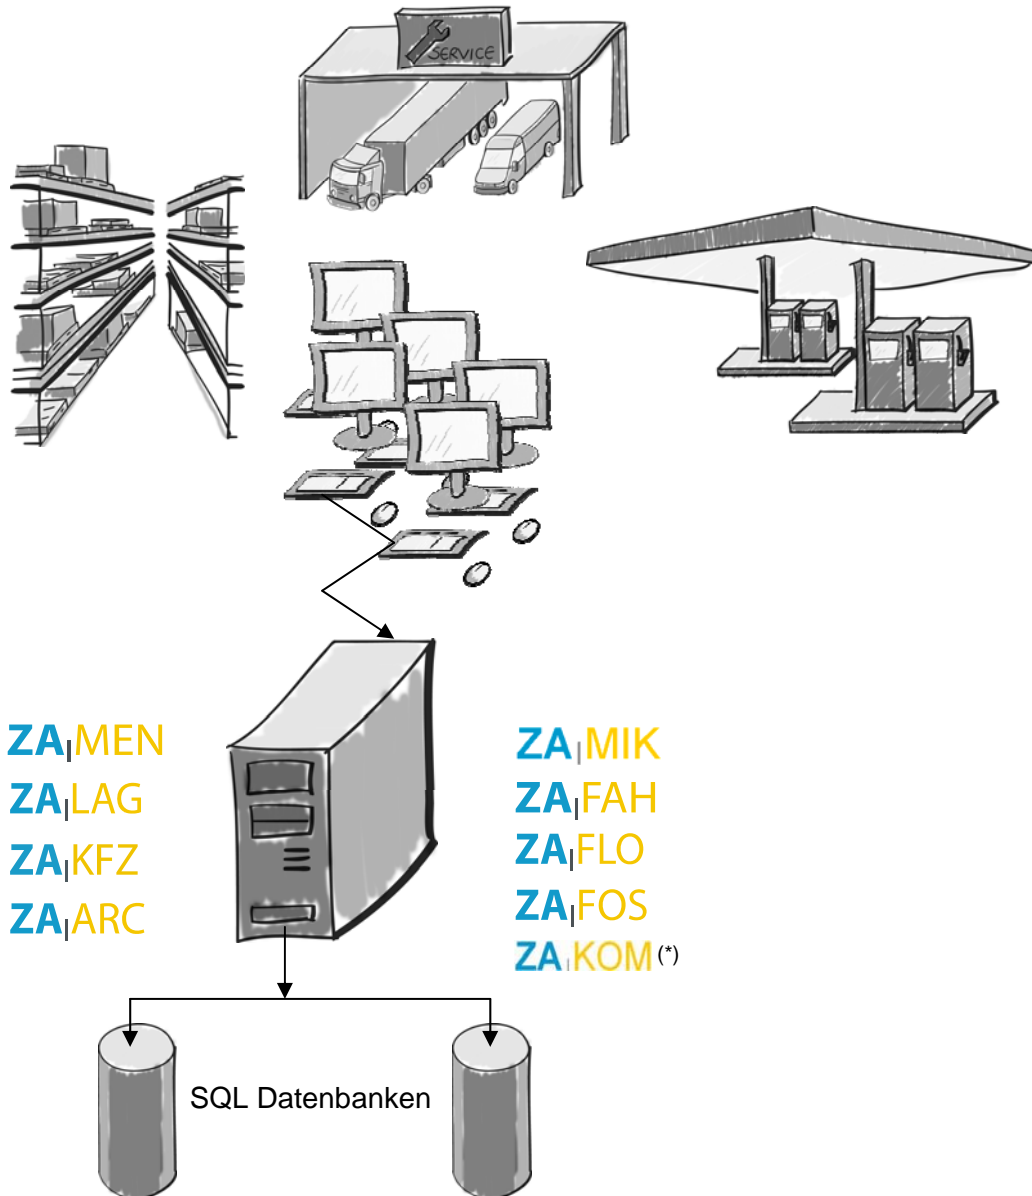 SERVICE
ZA|MEN
ZA|LAG
ZA|KFZ
ZA|ARC
ZA|MIK
ZA|FAH
ZA|FLO
ZA|FOS
ZA|KOM (*)
SQL Datenbanken